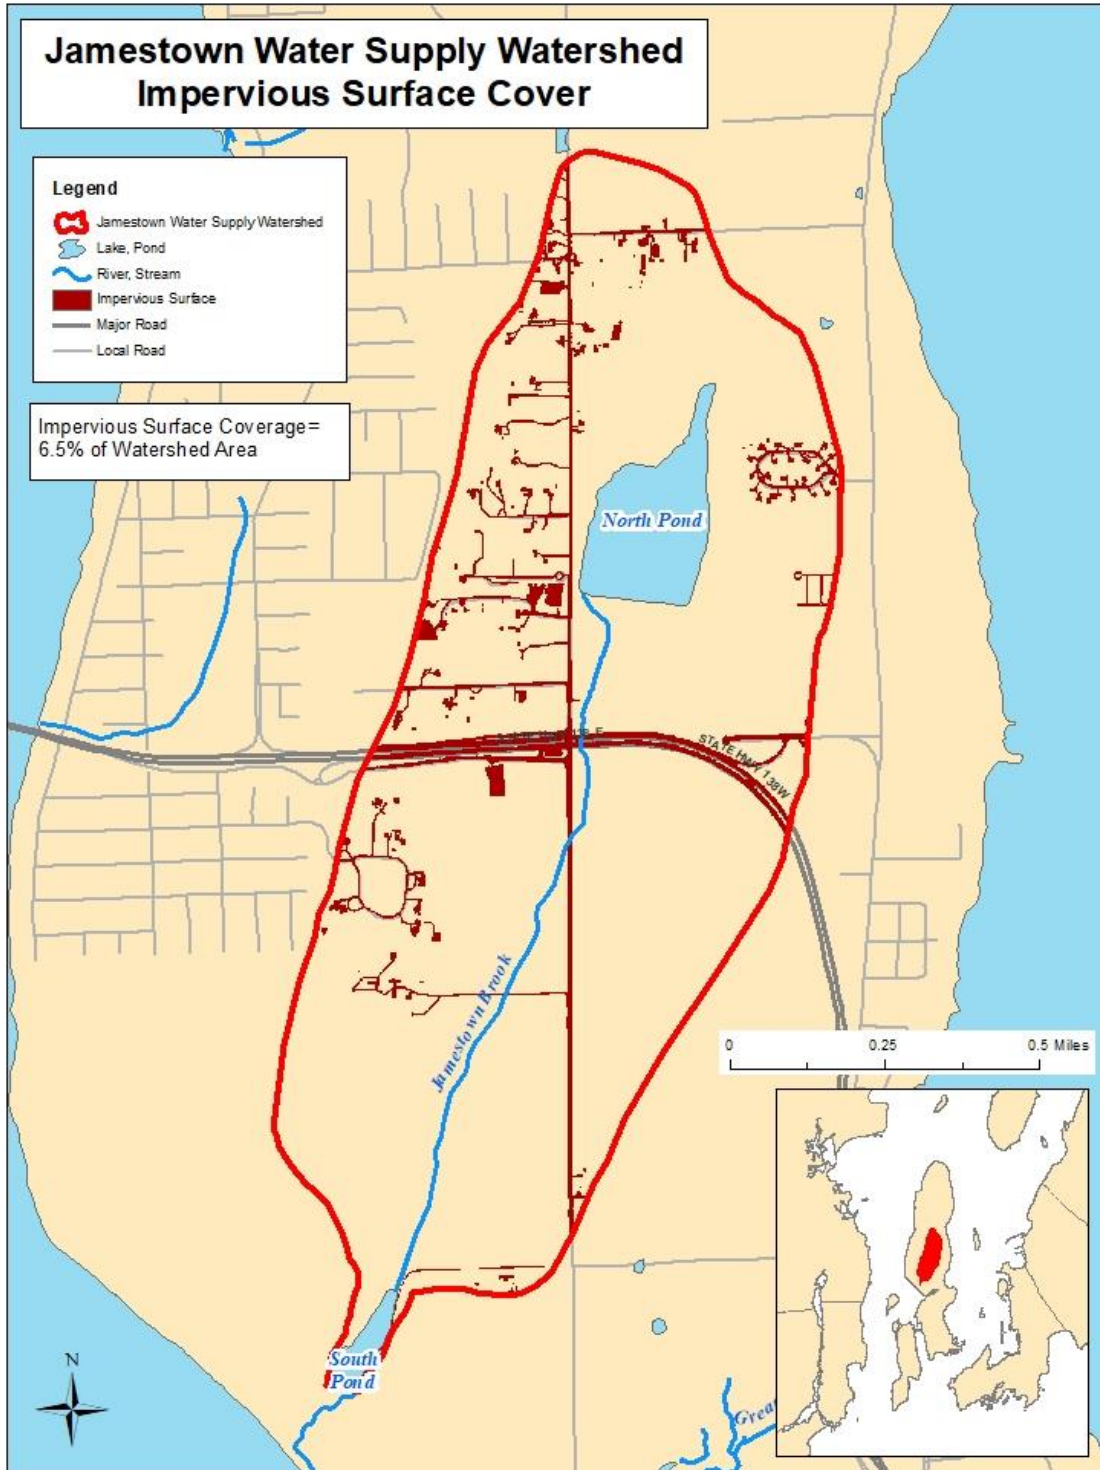 Jamestown Water Supply Watershed
Impervious Surface Cover
Legend
Jamestown Water Supply Watershed
Lake, Pond
River, Stream
Impervious Surface
Major Road
Local Road
Impervious Surface Coverage=
6.5% of Watershed Area
North Pond
STATE HWY 138W
Jamestown Brook
0 0.25 0.5 Miles
N
South
Pond
Grea